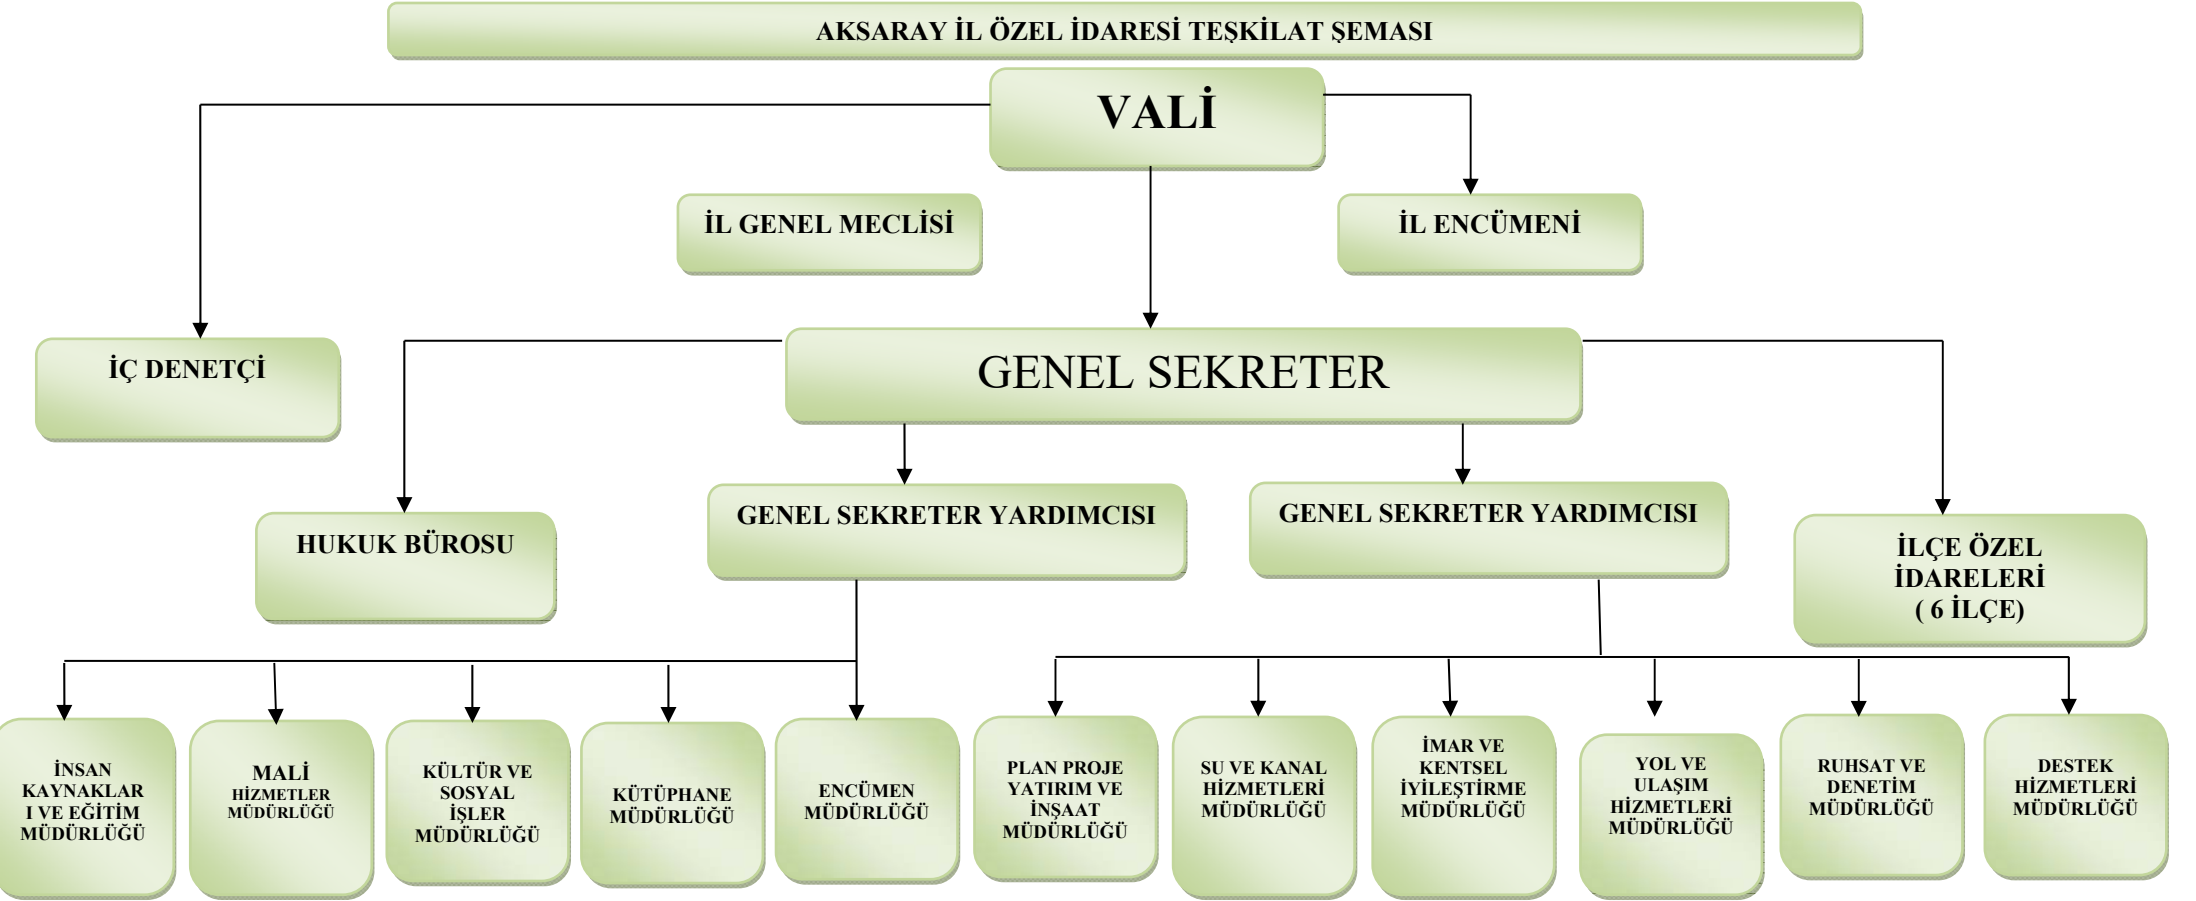 AKSARAY İL ÖZEL İDARESİ TEŞKİLAT ŞEMASI
VALİ
İL GENEL MECLİSİ
İL ENCÜMENİ
İÇ DENETÇİ
GENEL SEKRETER
HUKUK BÜROSU
GENEL SEKRETER YARDIMCISI
GENEL SEKRETER YARDIMCISI
İLÇE ÖZEL
İDARELERİ
( 6 İLÇE)
İNSAN
KAYNAKLAR
I VE EĞİTİM
MÜDÜRLÜĞÜ
MALİ
HİZMETLER
MÜDÜRLÜĞÜ
KÜLTÜR VE
SOSYAL
İŞLER
MÜDÜRLÜĞÜ
KÜTÜPHANE
MÜDÜRLÜĞÜ
ENCÜMEN
MÜDÜRLÜĞÜ
PLAN PROJE
YATIRIM VE
İNŞAAT
MÜDÜRLÜĞÜ
SU VE KANAL
HİZMETLERİ
MÜDÜRLÜĞÜ
İMAR VE
KENTSEL
İYİLEŞTİRME
MÜDÜRLÜĞÜ
YOL VE
ULAŞIM
HİZMETLERİ
MÜDÜRLÜĞÜ
RUHSAT VE
DENETİM
MÜDÜRLÜĞÜ
DESTEK
HİZMETLERİ
MÜDÜRLÜĞÜ